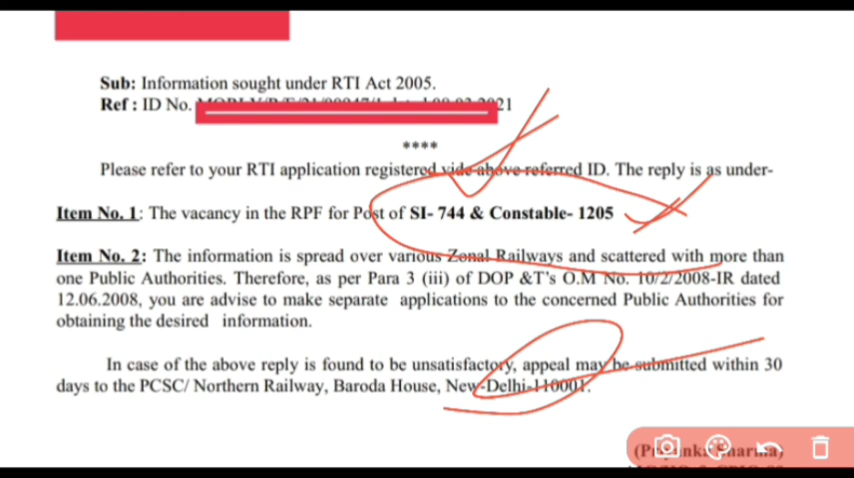 Sub: Information sought under RTI Act 2005.
Ref : ID No.
****
Please refer to your RTI application registered vide above referred ID. The reply is as under-
Item No. 1: The vacancy in the RPF for Post of SI- 744 & Constable- 1205
Item No. 2: The information is spread over various Zonal Railways and scattered with more than
one Public Authorities. Therefore, as per Para 3 (iii) of DOP &T's O.M No. 10/2/2008-IR dated
12.06.2008, you are advise to make separate applications to the concerned Public Authorities for
obtaining the desired information.
In case of the above reply is found to be unsatisfactory, appeal may be submitted within 30
days to the PCSC/ Northern Railway, Baroda House, New-Delhi-110001.
(Priyanka Sharma)